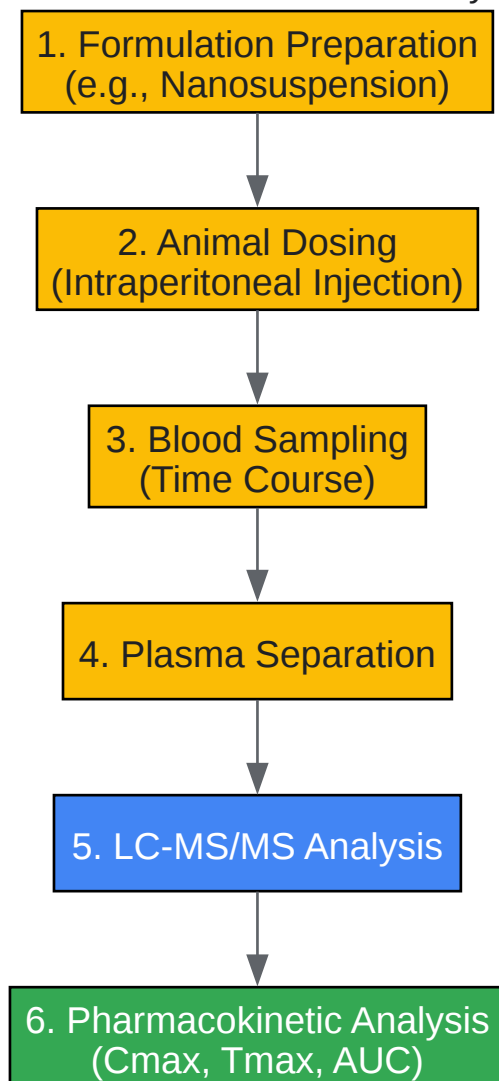 1. Formulation Preparation
(e.g., Nanosuspension)
2. Animal Dosing
(Intraperitoneal Injection)
3. Blood Sampling
(Time Course)
4. Plasma Separation
5. LC-MS/MS Analysis
6. Pharmacokinetic Analysis
(Cmax, Tmax, AUC)